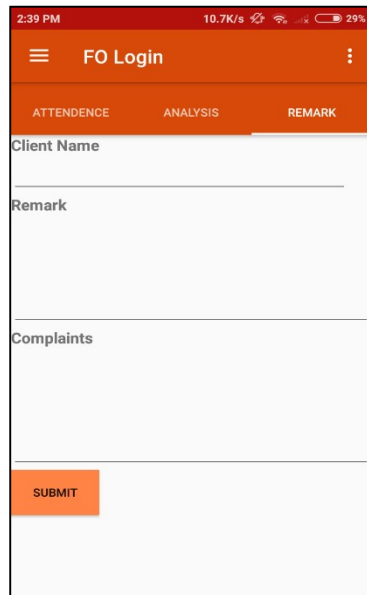 2:39 PM 10.7K/s 29%
FO Login
ATTENDENCE ANALYSIS REMARK
Client Name
Remark
Complaints
SUBMIT